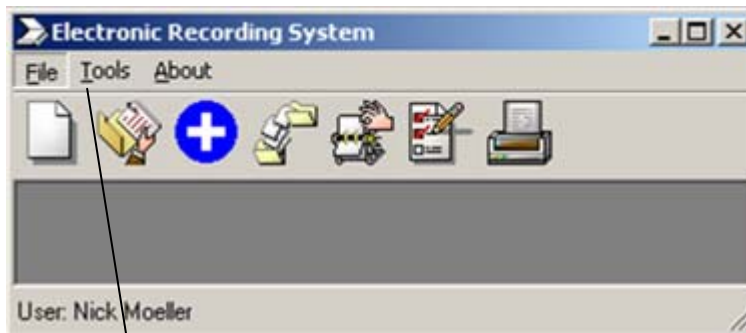 Electronic Recording System
File Tools About
User: Nick Moeller